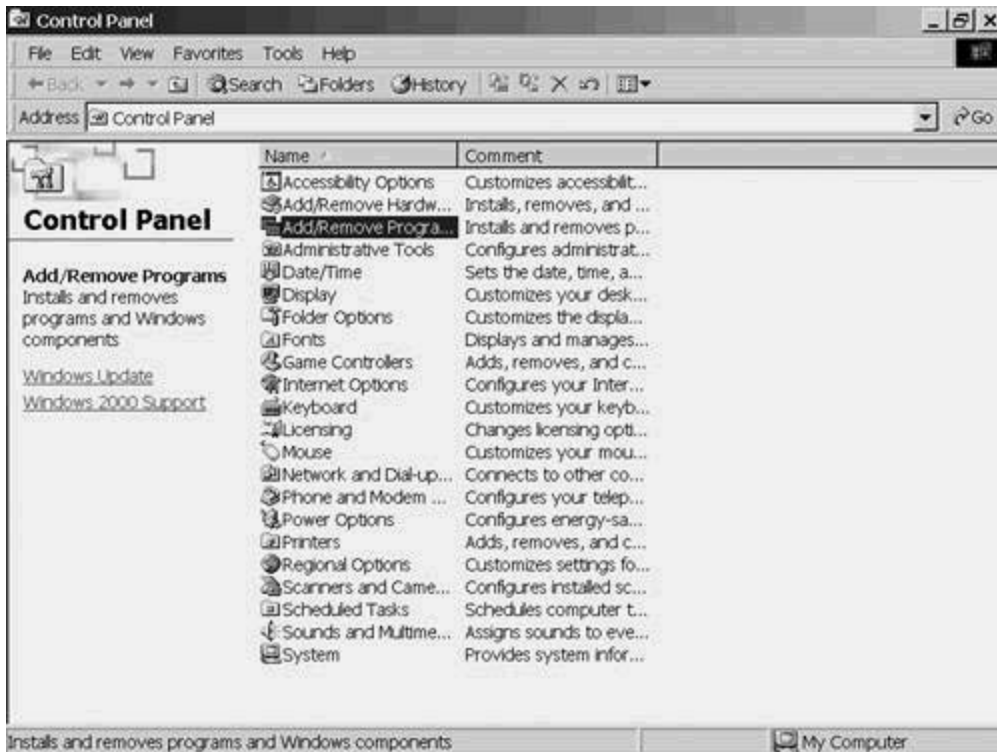 Control Panel
File Edit View Favorites Tools Help
Back Search Folders History
Address Control Panel Go
Control Panel
Add/Remove Programs
Installs and removes
programs and Windows
components
Windows Update
Windows 2000 Support
Name Comment
Accessibility Options Customizes accessibilit...
Add/Remove Hardw... Installs, removes, and ...
Add/Remove Progra... Installs and removes p...
Administrative Tools Configures administrat...
Date/Time Sets the date, time, a...
Display Customizes your desk...
Folder Options Customizes the displa...
Fonts Displays and manages...
Game Controllers Adds, removes, and c...
Internet Options Configures your Inter...
Keyboard Customizes your keyb...
Licensing Changes licensing opti...
Mouse Customizes your mou...
Network and Dial-up... Connects to other co...
Phone and Modem ... Configures your telep...
Power Options Configures energy-sa...
Printers Adds, removes, and c...
Regional Options Customizes settings fo...
Scanners and Came... Configures installed sc...
Scheduled Tasks Schedules computer t...
Sounds and Multime... Assigns sounds to eve...
System Provides system infor...
Installs and removes programs and Windows components My Computer